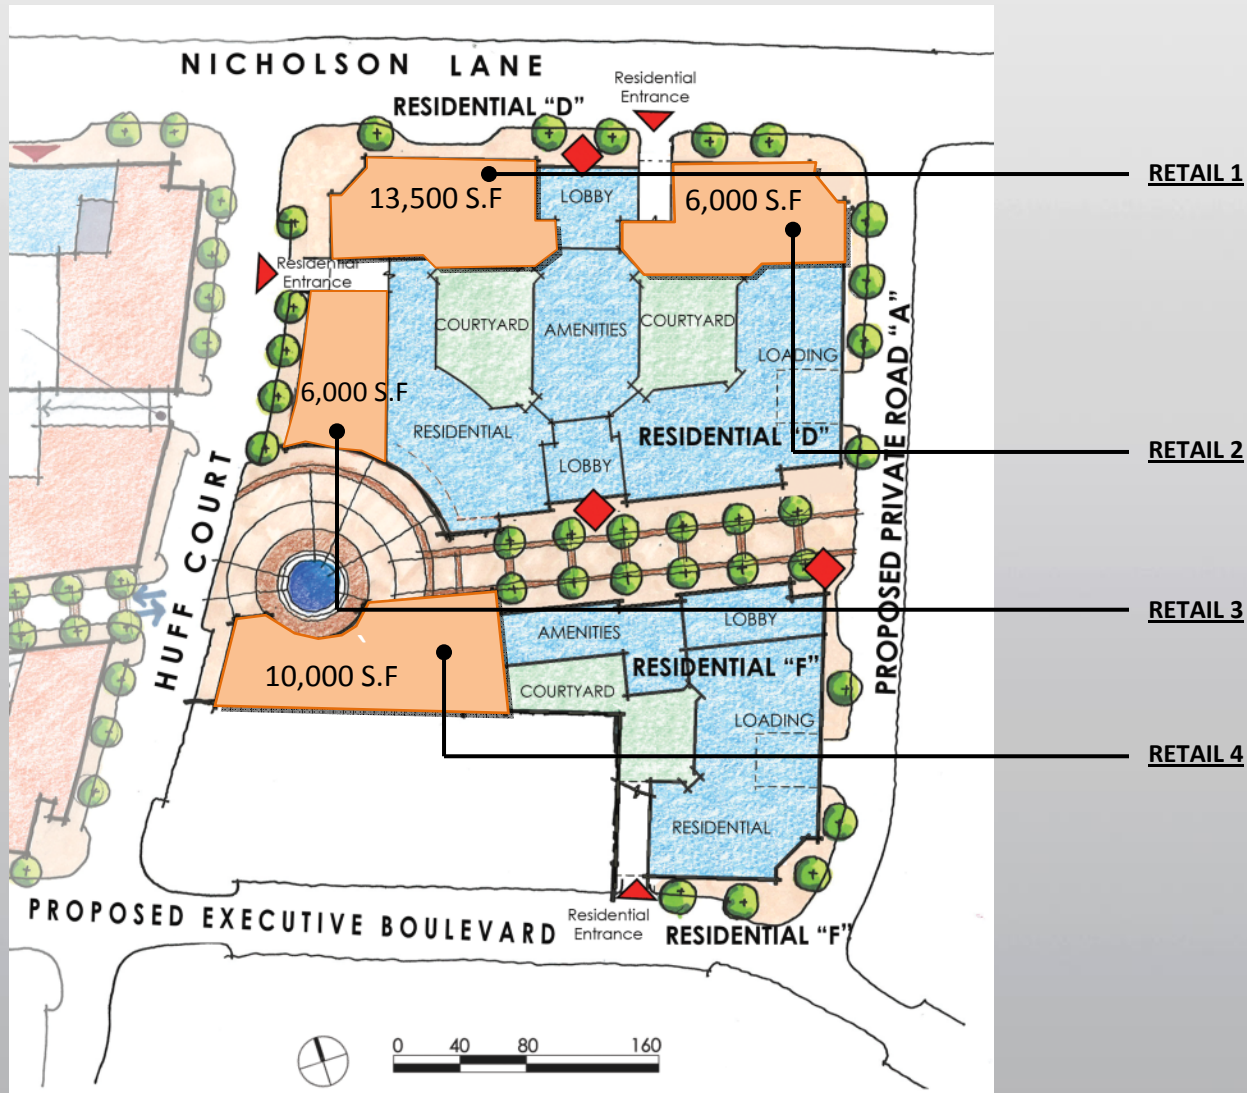 NICHOLSON LANE
Residential
Entrance
RESIDENTIAL "D"
RETAIL 1
13,500 S.F
LOBBY
6,000 S.F
Residential
Entrance
COURTYARD
AMENITIES
COURTYARD
LOADING
6,000 S.F
RESIDENTIAL
RESIDENTIAL "D"
RETAIL 2
LOBBY
HUFF COURT
PROPOSED PRIVATE ROAD "A"
RETAIL 3
AMENITIES
LOBBY
RESIDENTIAL "F"
10,000 S.F
COURTYARD
LOADING
RETAIL 4
RESIDENTIAL
PROPOSED EXECUTIVE BOULEVARD
Residential
Entrance
RESIDENTIAL "F"
0 40 80 160